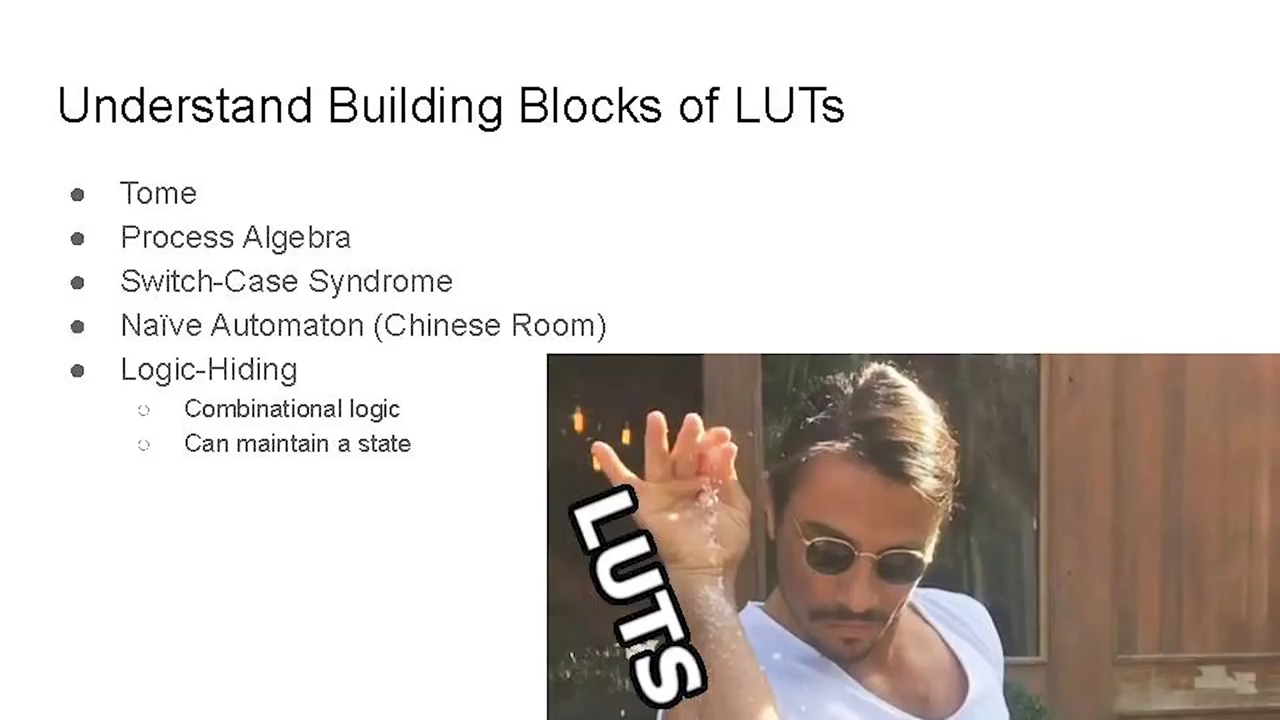 Understand Building Blocks of LUTs
● Tome
● Process Algebra
● Switch-Case Syndrome
● Naïve Automaton (Chinese Room)
● Logic-Hiding
○ Combinational logic
○ Can maintain a state
LUTS